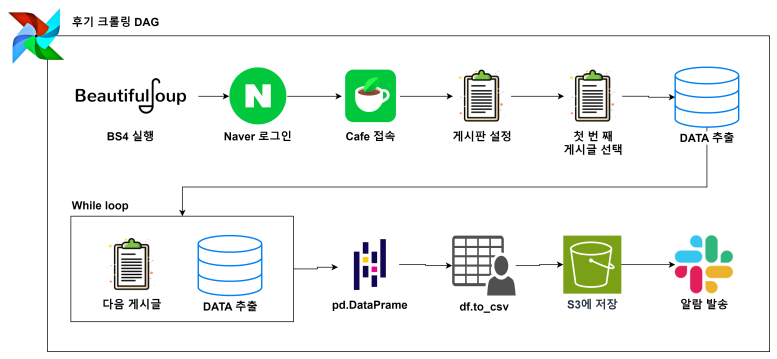 후기 크롤링 DAG
BeautifulSoup
N
BS4 실행
Naver 로그인
Cafe 접속
게시판 설정
첫 번 째
게시글 선택
DATA 추출
While loop
다음 게시글
DATA 추출
pd.DataPrame
df.to_csv
S3에 저장
알람 발송